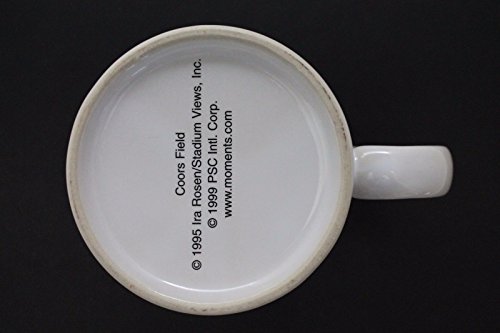 Coors Field
© 1995 Ira Rosen/Stadium Views, Inc.
© 1999 PSC Intl. Corp.
www.moments.com